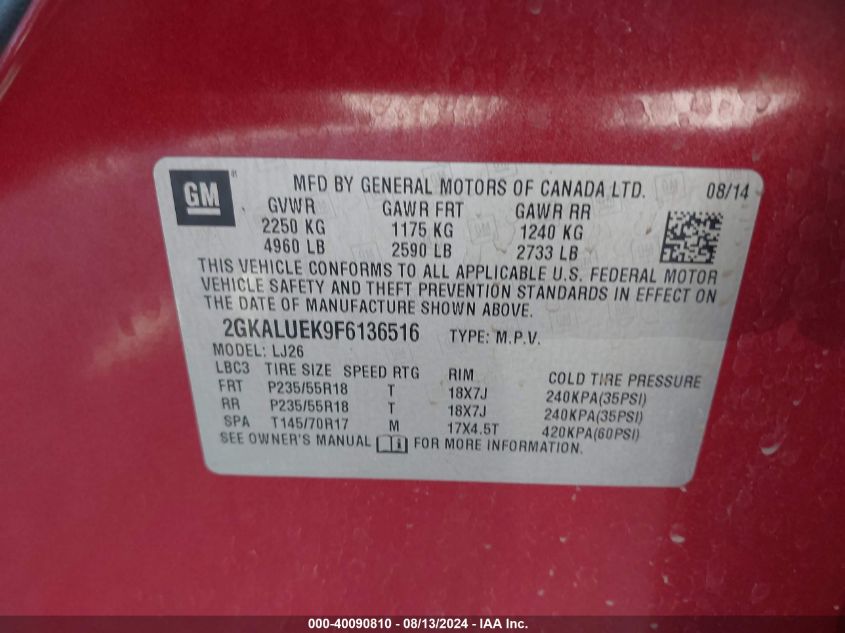 GM
MFD BY GENERAL MOTORS OF CANADA LTD. 08/14
GVWR GAWR FRT GAWR RR
2250 KG 1175 KG 1240 KG
4960 LB 2590 LB 2733 LB
THIS VEHICLE CONFORMS TO ALL APPLICABLE U.S. FEDERAL MOTOR
VEHICLE SAFETY AND THEFT PREVENTION STANDARDS IN EFFECT ON
THE DATE OF MANUFACTURE SHOWN ABOVE.
2GKALUEK9F6136516 TYPE: M.P.V.
MODEL: LJ26
LBC3 TIRE SIZE SPEED RTG RIM COLD TIRE PRESSURE
FRT P235/55R18 T 18X7J 240KPA(35PSI)
RR P235/55R18 T 18X7J 240KPA(35PSI)
SPA T145/70R17 M 17X4.5T 420KPA(60PSI)
SEE OWNER'S MANUAL i FOR MORE INFORMATION.
000-40090810 - 08/13/2024 - IAA Inc.